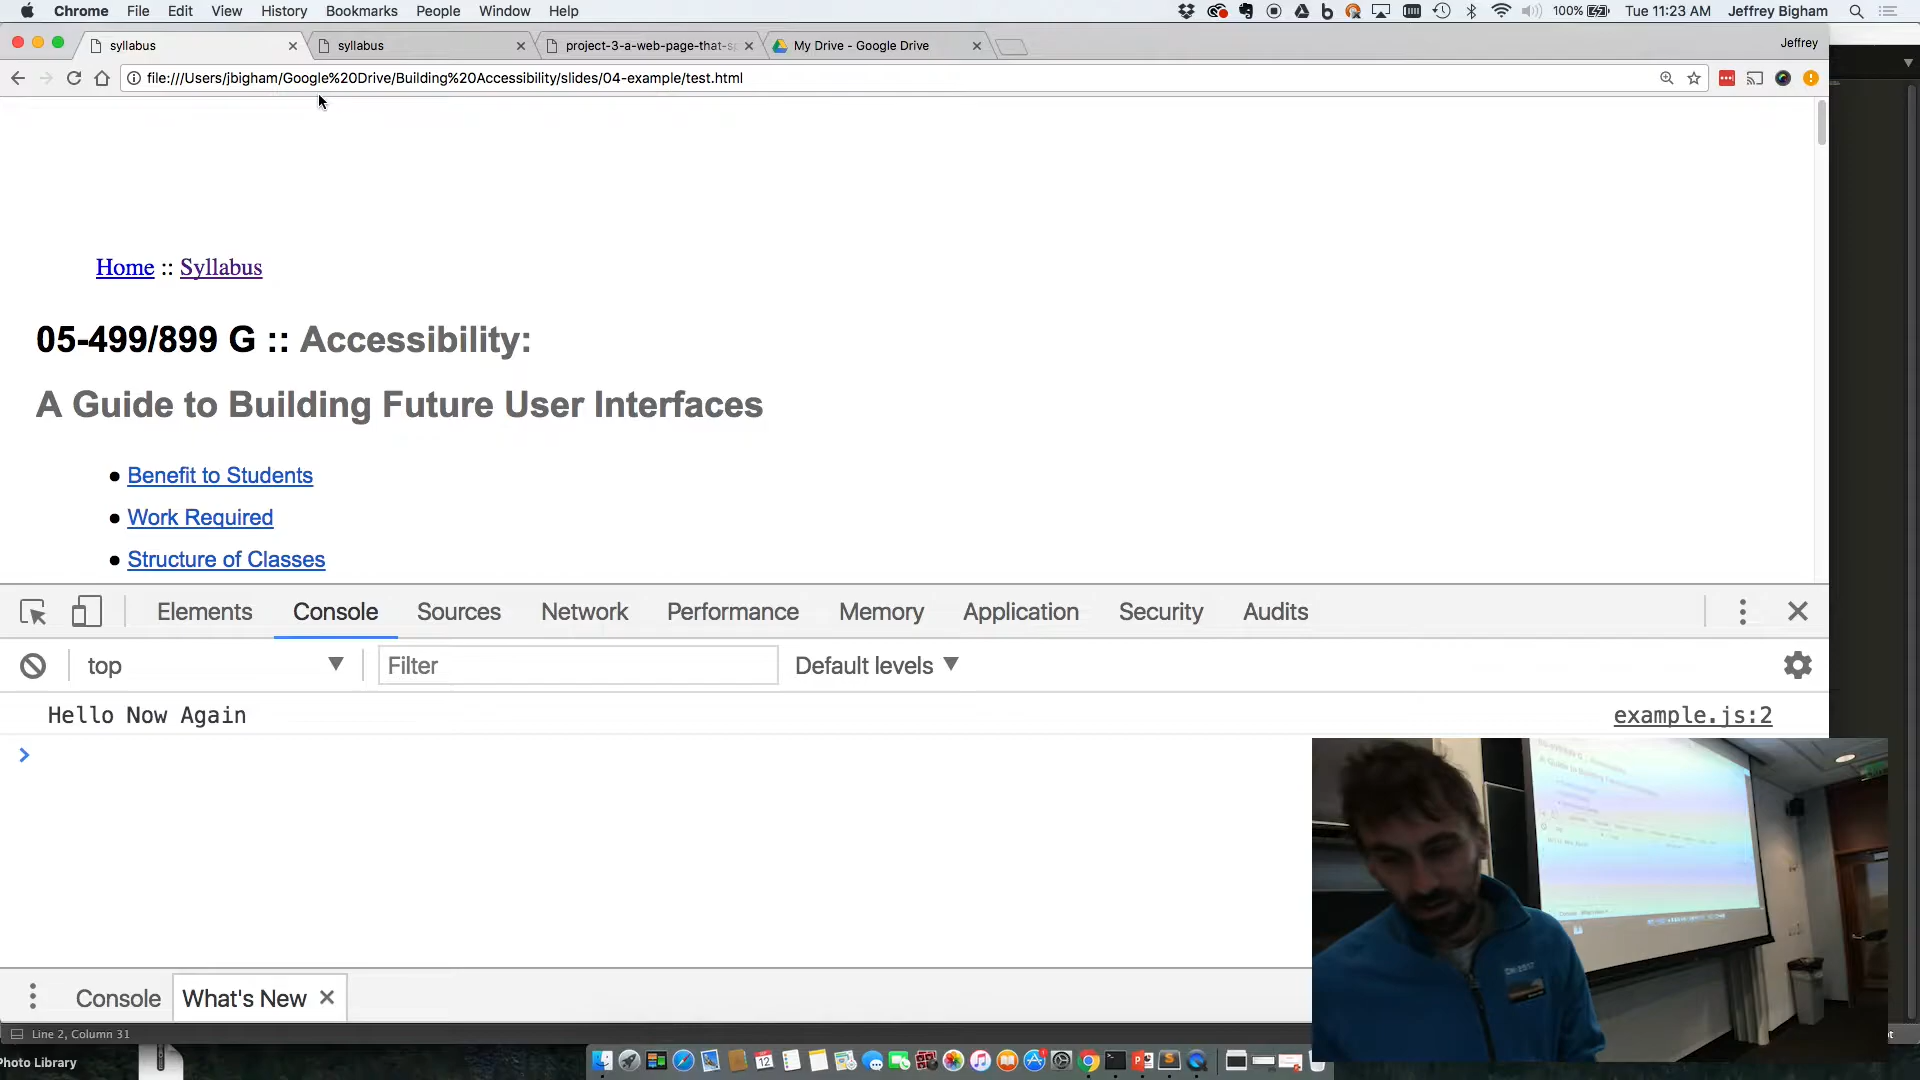 Chrome File Edit View History Bookmarks People Window Help 100% Tue 11:23 AM Jeffrey Bigham
syllabus syllabus project-3-a-web-page-that-s My Drive - Google Drive Jeffrey
file:///Users/jbigham/Google%20Drive/Building%20Accessibility/slides/04-example/test.html
Home :: Syllabus
05-499/899 G :: Accessibility:
A Guide to Building Future User Interfaces
Benefit to Students
Work Required
Structure of Classes
Elements Console Sources Network Performance Memory Application Security Audits
top Filter Default levels
Hello Now Again example.js:2
Console What's New
Line 2, Column 31
Photo Library